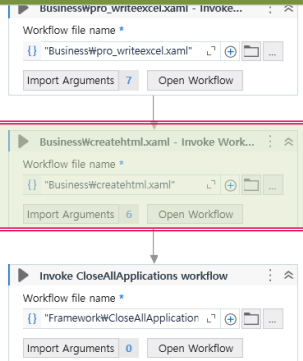 Business₩pro_writeexcel.xaml - Invoke...
Workflow file name *
"Business₩pro_writeexcel.xaml"
Import Arguments 7 Open Workflow
Business₩createhtml.xaml - Invoke Work...
Workflow file name *
"Business₩createhtml.xaml"
Import Arguments 6 Open Workflow
Invoke CloseAllApplications workflow
Workflow file name *
"Framework₩CloseAllApplication
Import Arguments 0 Open Workflow